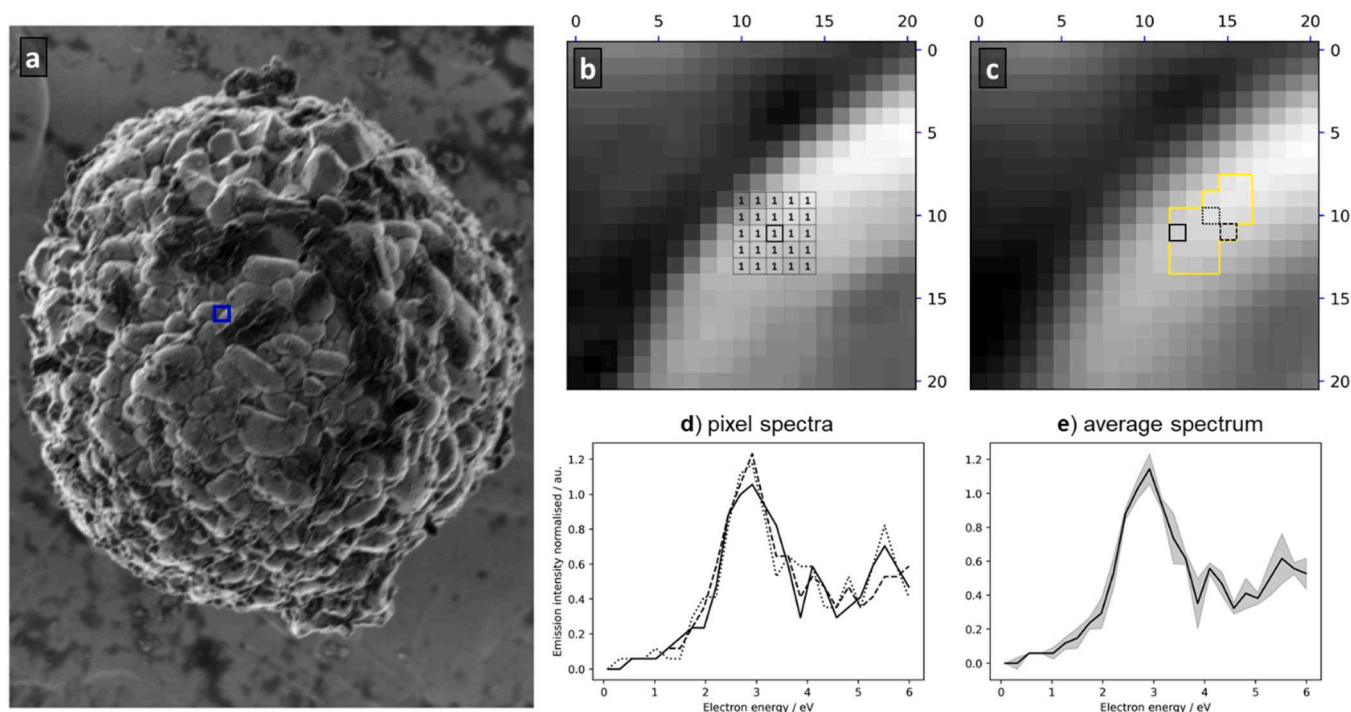 a
b
0 5 10 15 20
1 1 1 1 1
1 1 1 1 1
1 1 1 1 1
1 1 1 1 1
1 1 1 1 1
0
5
10
15
20
c
0 5 10 15 20
0
5
10
15
20
d) pixel spectra
Emission intensity normalised / au.
1.2
1.0
0.8
0.6
0.4
0.2
0.0
0 1 2 3 4 5 6
Electron energy / eV
e) average spectrum
1.2
1.0
0.8
0.6
0.4
0.2
0.0
0 1 2 3 4 5 6
Electron energy / eV